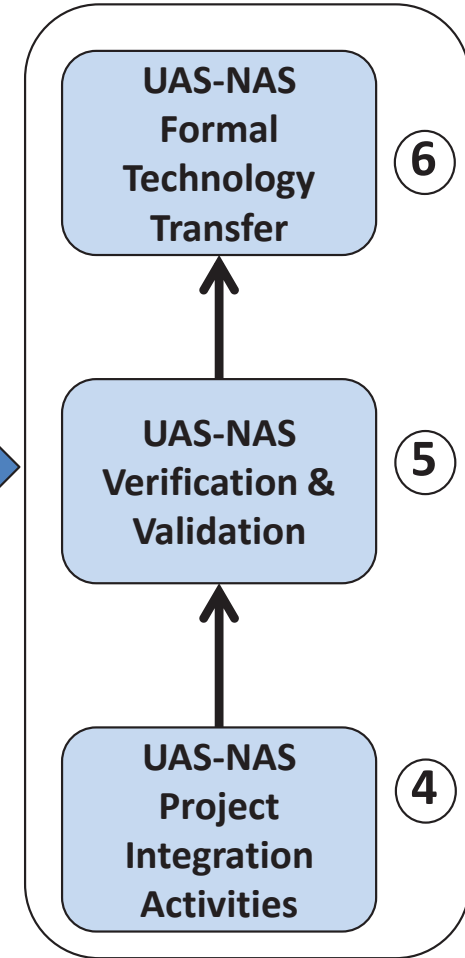 UAS-NAS
Formal
Technology
Transfer
6
UAS-NAS
Verification &
Validation
5
UAS-NAS
Project
Integration
Activities
4